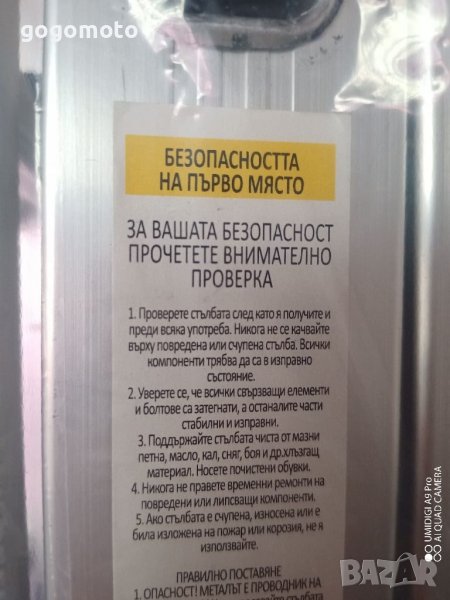 gogomoto
БЕЗОПАСНОСТТА
НА ПЪРВО МЯСТО
ЗА ВАШАТА БЕЗОПАСНОСТ
ПРОЧЕТЕТЕ ВНИМАТЕЛНО
ПРОВЕРКА
1. Проверете стълбата след като я получите и
преди всяка употреба. Никога не се качвайте
върху повредена или счупена стълба. Всички
компоненти трябва да са в изправно
състояние.
2. Уверете се, че всички свързващи елементи
и болтове са затегнати, а останалите части
стабилни и изправни.
3. Поддържайте стълбата чиста от мазни
петна, масло, кал, сняг, боя и др.хлъзгащ
материал. Носете почистени обувки.
4. Никога не правете временни ремонти на
повредени или липсващи компоненти.
5. Ако стълбата е счупена, износена или е
била изложена на пожар или корозия, не я
използвайте.
ПРАВИЛНО ПОСТАВЯНЕ
1. ОПАСНОСТ! МЕТАЛЪТ Е ПРОВОДНИК НА
стълбата
UMIDIGI A9 Pro
AI QUAD CAMERA
BAZAR